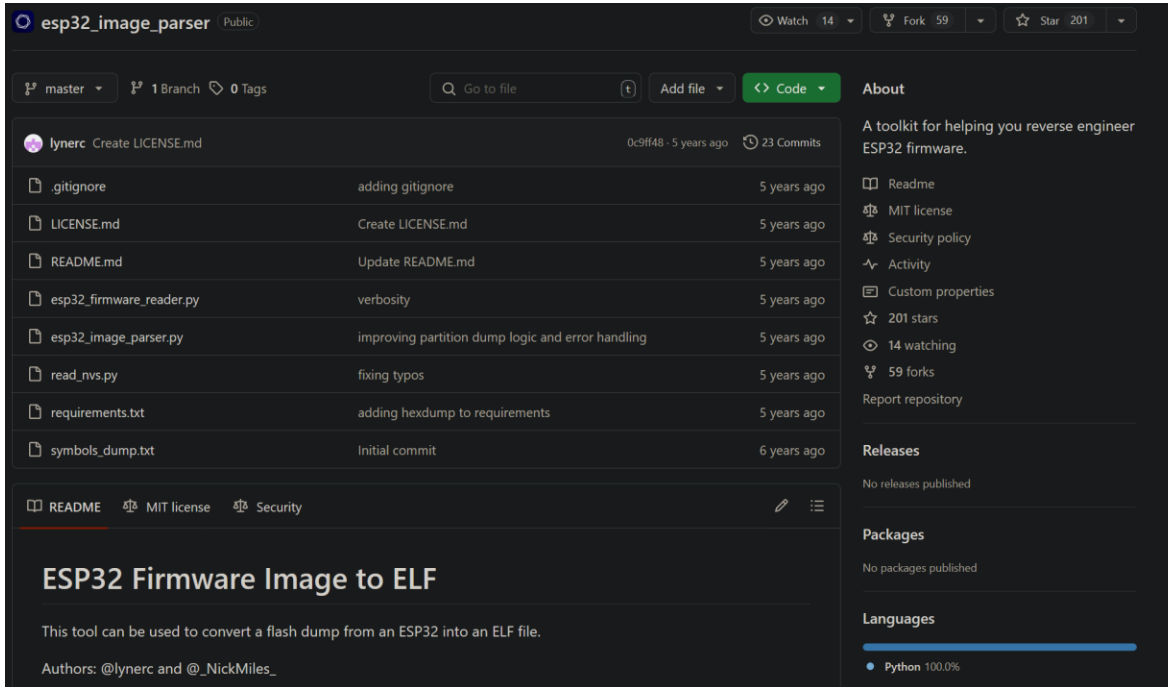 esp32_image_parser Public
Watch 14
Fork 59
Star 201
master
1 Branch
0 Tags
Go to file
t
Add file
Code
lynerc Create LICENSE.md
0c9ff48 · 5 years ago
23 Commits
.gitignore adding gitignore 5 years ago
LICENSE.md Create LICENSE.md 5 years ago
README.md Update README.md 5 years ago
esp32_firmware_reader.py verbosity 5 years ago
esp32_image_parser.py improving partition dump logic and error handling 5 years ago
read_nvs.py fixing typos 5 years ago
requirements.txt adding hexdump to requirements 5 years ago
symbols_dump.txt Initial commit 6 years ago
README
MIT license
Security
ESP32 Firmware Image to ELF
This tool can be used to convert a flash dump from an ESP32 into an ELF file.
Authors: @lynerc and @_NickMiles_
About
A toolkit for helping you reverse engineer
ESP32 firmware.
Readme
MIT license
Security policy
Activity
Custom properties
201 stars
14 watching
59 forks
Report repository
Releases
No releases published
Packages
No packages published
Languages
Python 100.0%